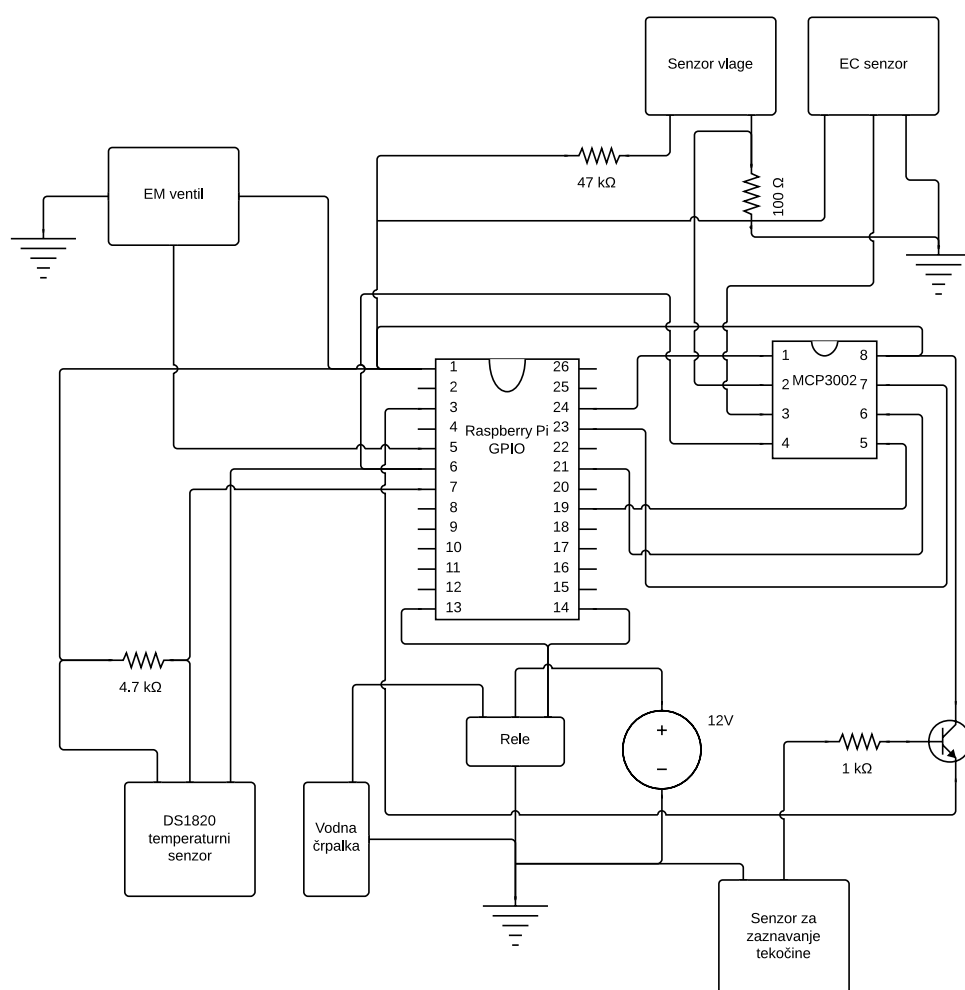 Senzor vlage
EC senzor
47 kΩ
100 Ω
EM ventil
1
2
3
4
5
6
7
8
9
10
11
12
13
Raspberry Pi
GPIO
26
25
24
23
22
21
20
19
18
17
16
15
14
1
2
3
4
MCP3002
8
7
6
5
4.7 kΩ
Rele
12V
+
−
1 kΩ
DS1820
temperaturni
senzor
Vodna
črpalka
Senzor za
zaznavanje
tekočine